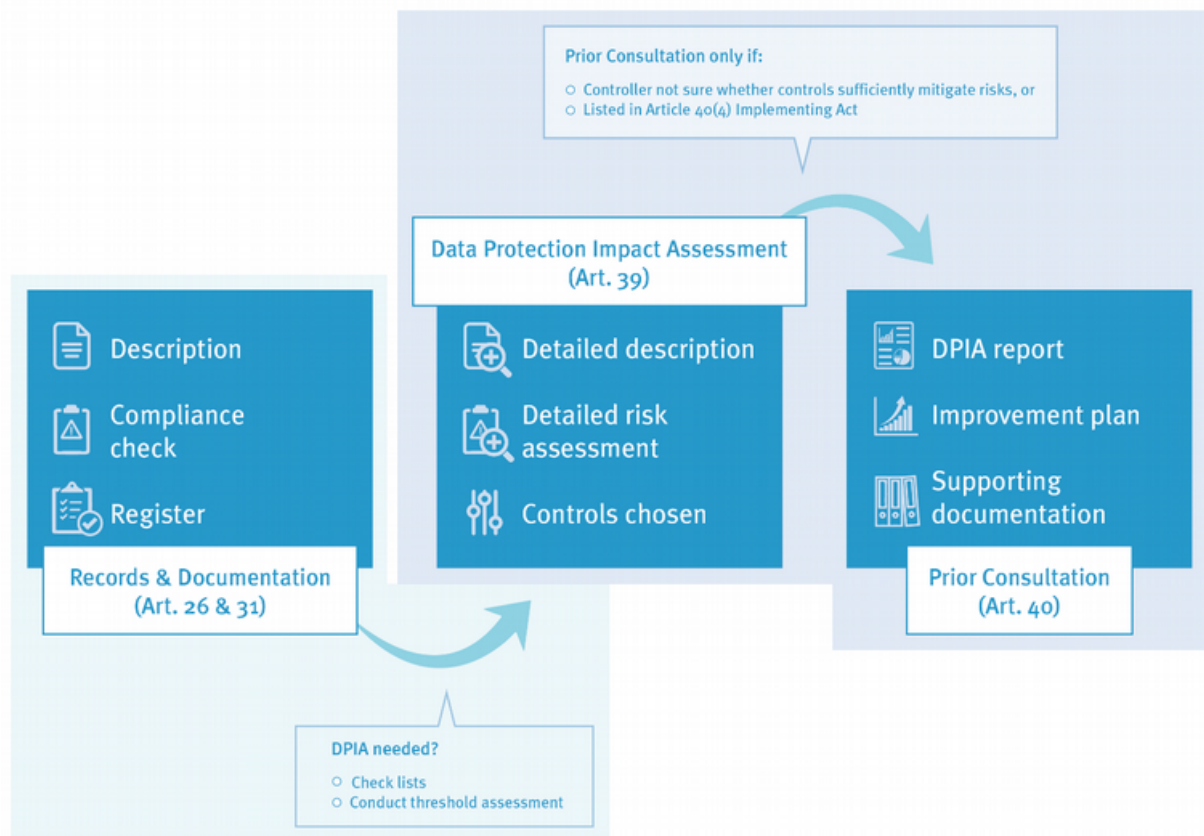 Prior Consultation only if:
○ Controller not sure whether controls sufficiently mitigate risks, or
○ Listed in Article 40(4) Implementing Act
Data Protection Impact Assessment
(Art. 39)
Description
Compliance
check
Register
Records & Documentation
(Art. 26 & 31)
Detailed description
Detailed risk
assessment
Controls chosen
DPIA report
Improvement plan
Supporting
documentation
Prior Consultation
(Art. 40)
DPIA needed?
○ Check lists
○ Conduct threshold assessment